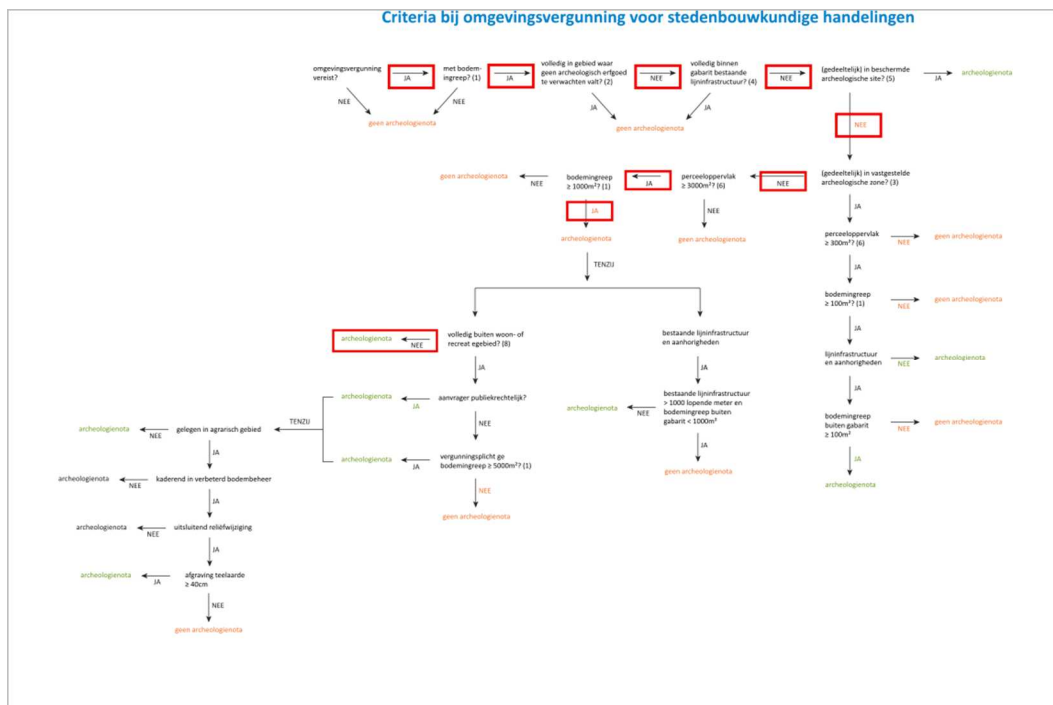 Criteria bij omgevingsvergunning voor stedenbouwkundige handelingen
omgevingsvergunning
vereist?
JA
met bodem-
ingreep? (1)
JA
volledig in gebied waar
geen archeologisch erfgoed
te verwachten valt? (2)
NEE
volledig binnen
gabarit bestaande
lijninfrastructuur? (4)
NEE
(gedeeltelijk) in beschermde
archeologische site? (5)
JA
archeologienota
NEE
NEE
geen archeologienota
JA
JA
geen archeologienota
NEE
geen archeologienota
NEE
bodemingreep
≥ 1000m²? (1)
JA
perceeloppervlak
≥ 3000m²? (6)
NEE
(gedeeltelijk) in vastgestelde
archeologische zone? (3)
JA
NEE
JA
archeologienota
geen archeologienota
perceeloppervlak
≥ 300m²? (6)
NEE
geen archeologienota
TENZIJ
JA
bodemingreep
≥ 100m²? (1)
NEE
geen archeologienota
JA
archeologienota
NEE
volledig buiten woon- of
recreat egebied? (8)
bestaande lijninfrastructuur
en aanhorigheden
lijninfrastructuur
en aanhorigheden
NEE
archeologienota
JA
JA
JA
archeologienota
JA
aanvrager publiekrechtelijk?
archeologienota
NEE
bestaande lijninfrastructuur
> 1000 lopende meter en
bodemingreep buiten
gabarit < 1000m²
bodemingreep
buiten gabarit
≥ 100m²
NEE
geen archeologienota
archeologienota
NEE
gelegen in agrarisch gebied
TENZIJ
NEE
JA
JA
archeologienota
JA
vergunningsplicht ge
bodemingreep ≥ 5000m²? (1)
geen archeologienota
archeologienota
JA
archeologienota
NEE
kaderend in verbeterd bodembeheer
NEE
geen archeologienota
JA
archeologienota
NEE
uitsluitend reliëfwijziging
JA
archeologienota
JA
afgraving teelaarde
≥ 40cm
NEE
geen archeologienota